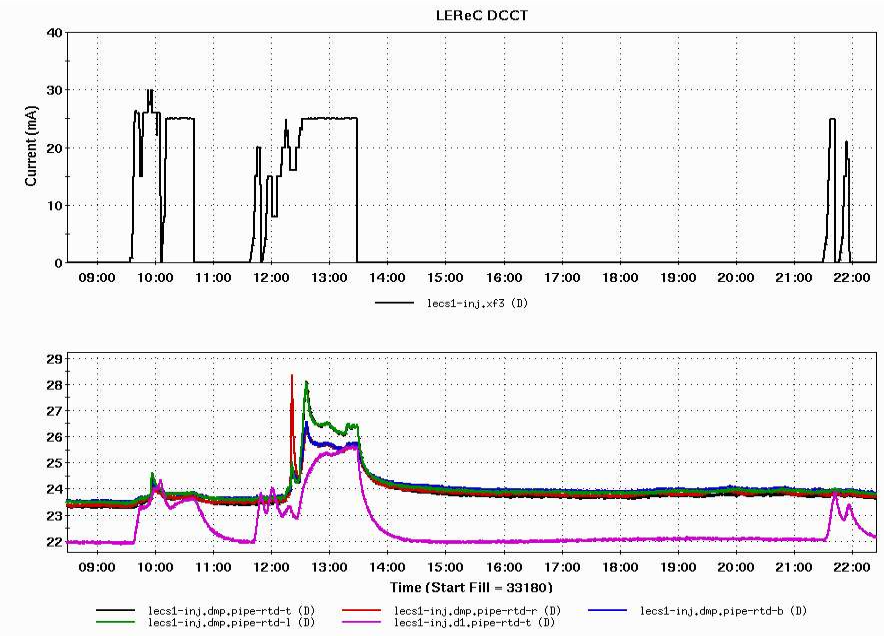 LEReC DCCT
40
30
20
10
0
Current (mA)
09:00 10:00 11:00 12:00 13:00 14:00 15:00 16:00 17:00 18:00 19:00 20:00 21:00 22:00
lecs1-inj.xf3 (D)
29
28
27
26
25
24
23
22
09:00 10:00 11:00 12:00 13:00 14:00 15:00 16:00 17:00 18:00 19:00 20:00 21:00 22:00
Time (Start Fill = 33180)
lecs1-inj.dmp.pipe-rtd-t (D) lecs1-inj.dmp.pipe-rtd-r (D) lecs1-inj.dmp.pipe-rtd-b (D)
lecs1-inj.dmp.pipe-rtd-l (D) lecs1-inj.d1.pipe-rtd-t (D)